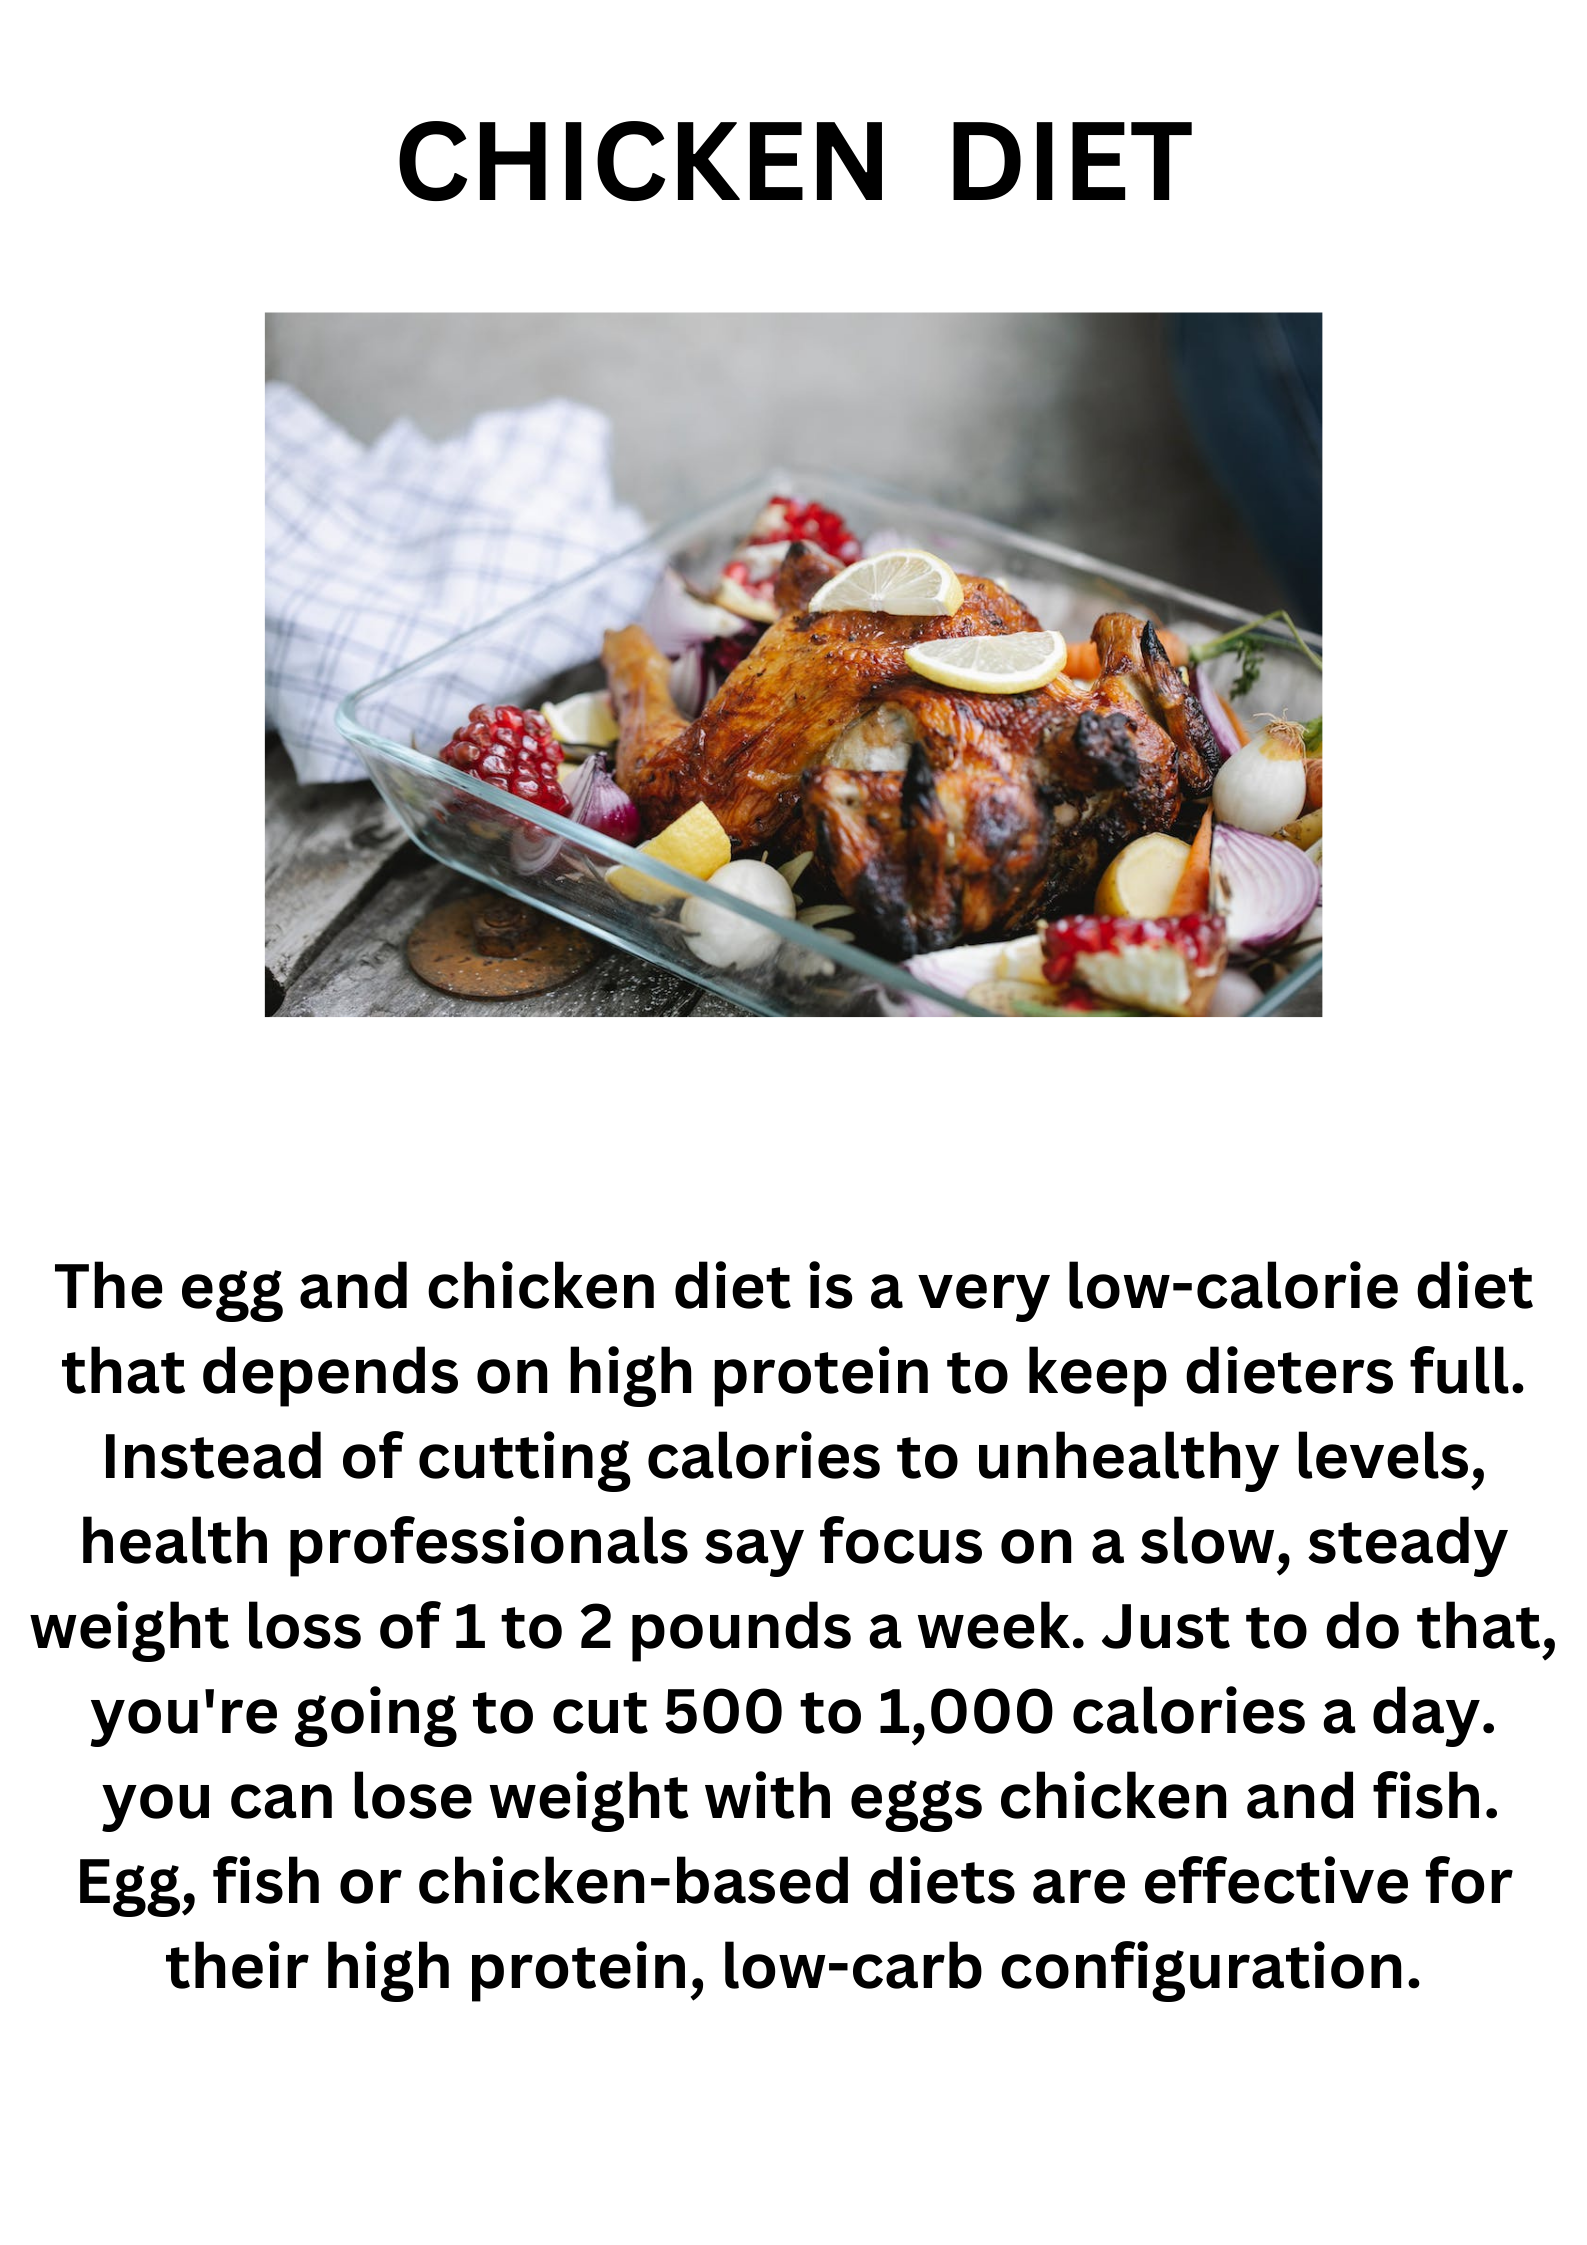 CHICKEN DIET
The egg and chicken diet is a very low-calorie diet
that depends on high protein to keep dieters full.
Instead of cutting calories to unhealthy levels,
health professionals say focus on a slow, steady
weight loss of 1 to 2 pounds a week. Just to do that,
you're going to cut 500 to 1,000 calories a day.
you can lose weight with eggs chicken and fish.
Egg, fish or chicken-based diets are effective for
their high protein, low-carb configuration.